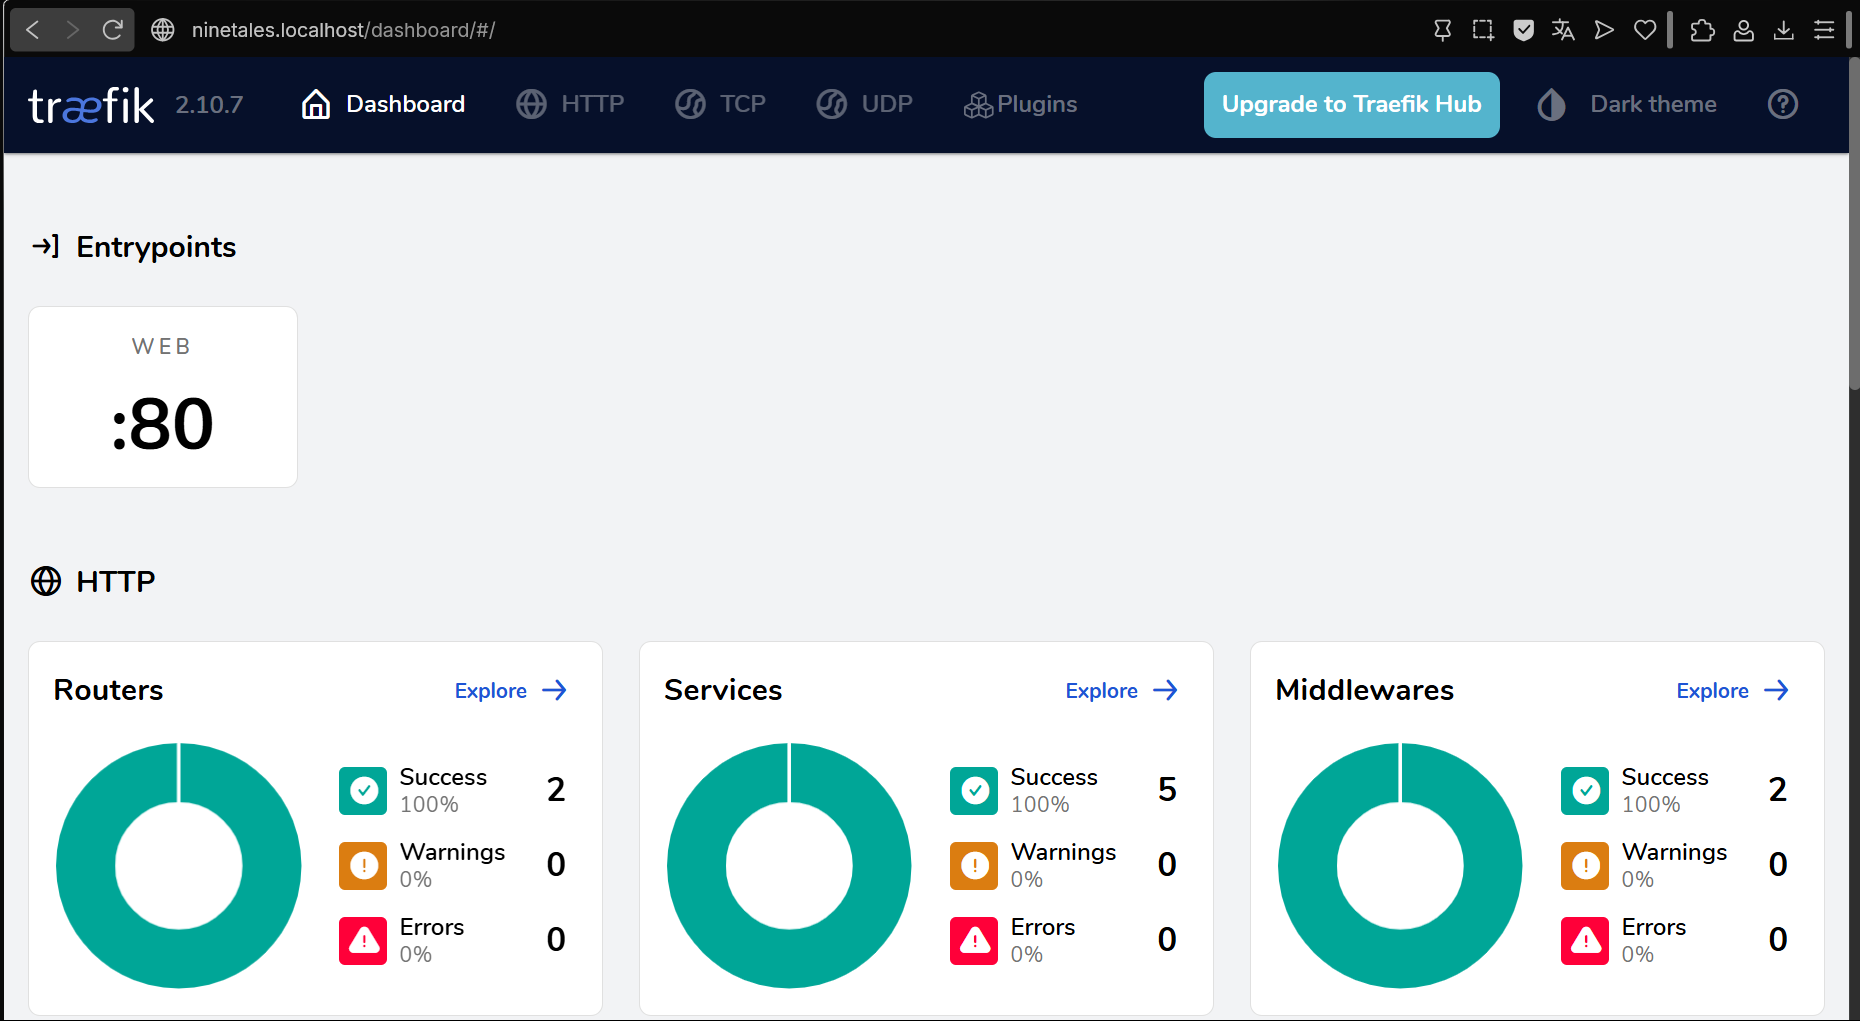 ninetales.localhost/dashboard/#/
træfik 2.10.7 Dashboard HTTP TCP UDP Plugins Upgrade to Traefik Hub Dark theme
Entrypoints
WEB
:80
HTTP
Routers Explore
Success 2
100%
Warnings 0
0%
Errors 0
0%
Services Explore
Success 5
100%
Warnings 0
0%
Errors 0
0%
Middlewares Explore
Success 2
100%
Warnings 0
0%
Errors 0
0%